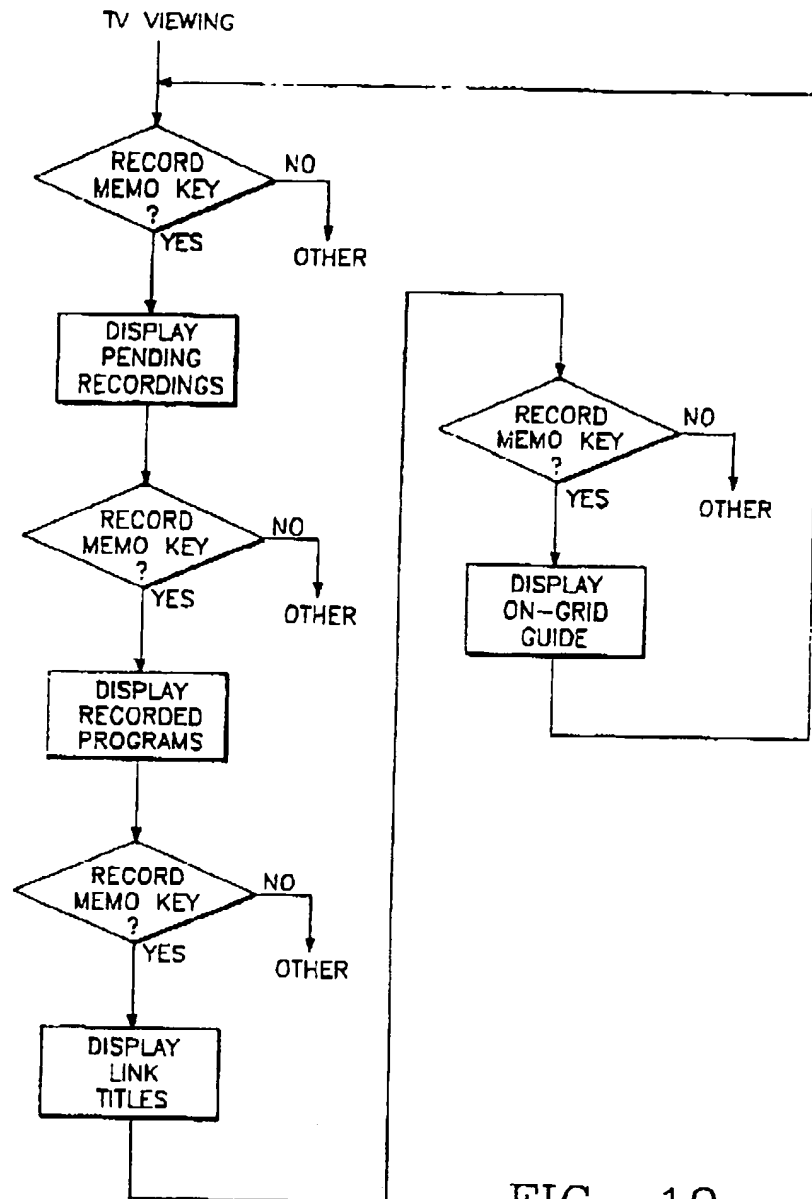 TV VIEWING
RECORD
MEMO KEY
?
NO
YES
OTHER
DISPLAY
PENDING
RECORDINGS
RECORD
MEMO KEY
?
NO
YES
OTHER
DISPLAY
RECORDED
PROGRAMS
RECORD
MEMO KEY
?
NO
YES
OTHER
DISPLAY
LINK
TITLES
RECORD
MEMO KEY
?
NO
YES
OTHER
DISPLAY
ON-GRID
GUIDE